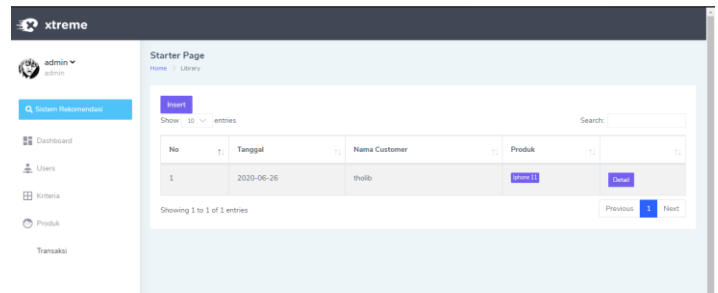 xtreme
admin
admin
Sistem Rekomendasi
Dashboard
Users
Kriteria
Produk
Transaksi
Starter Page
Home > Library
Insert
Show 10 entries
Search:
No Tanggal Nama Customer Produk
1 2020-06-26 tholib Iphone 11 Detail
Showing 1 to 1 of 1 entries
Previous 1 Next